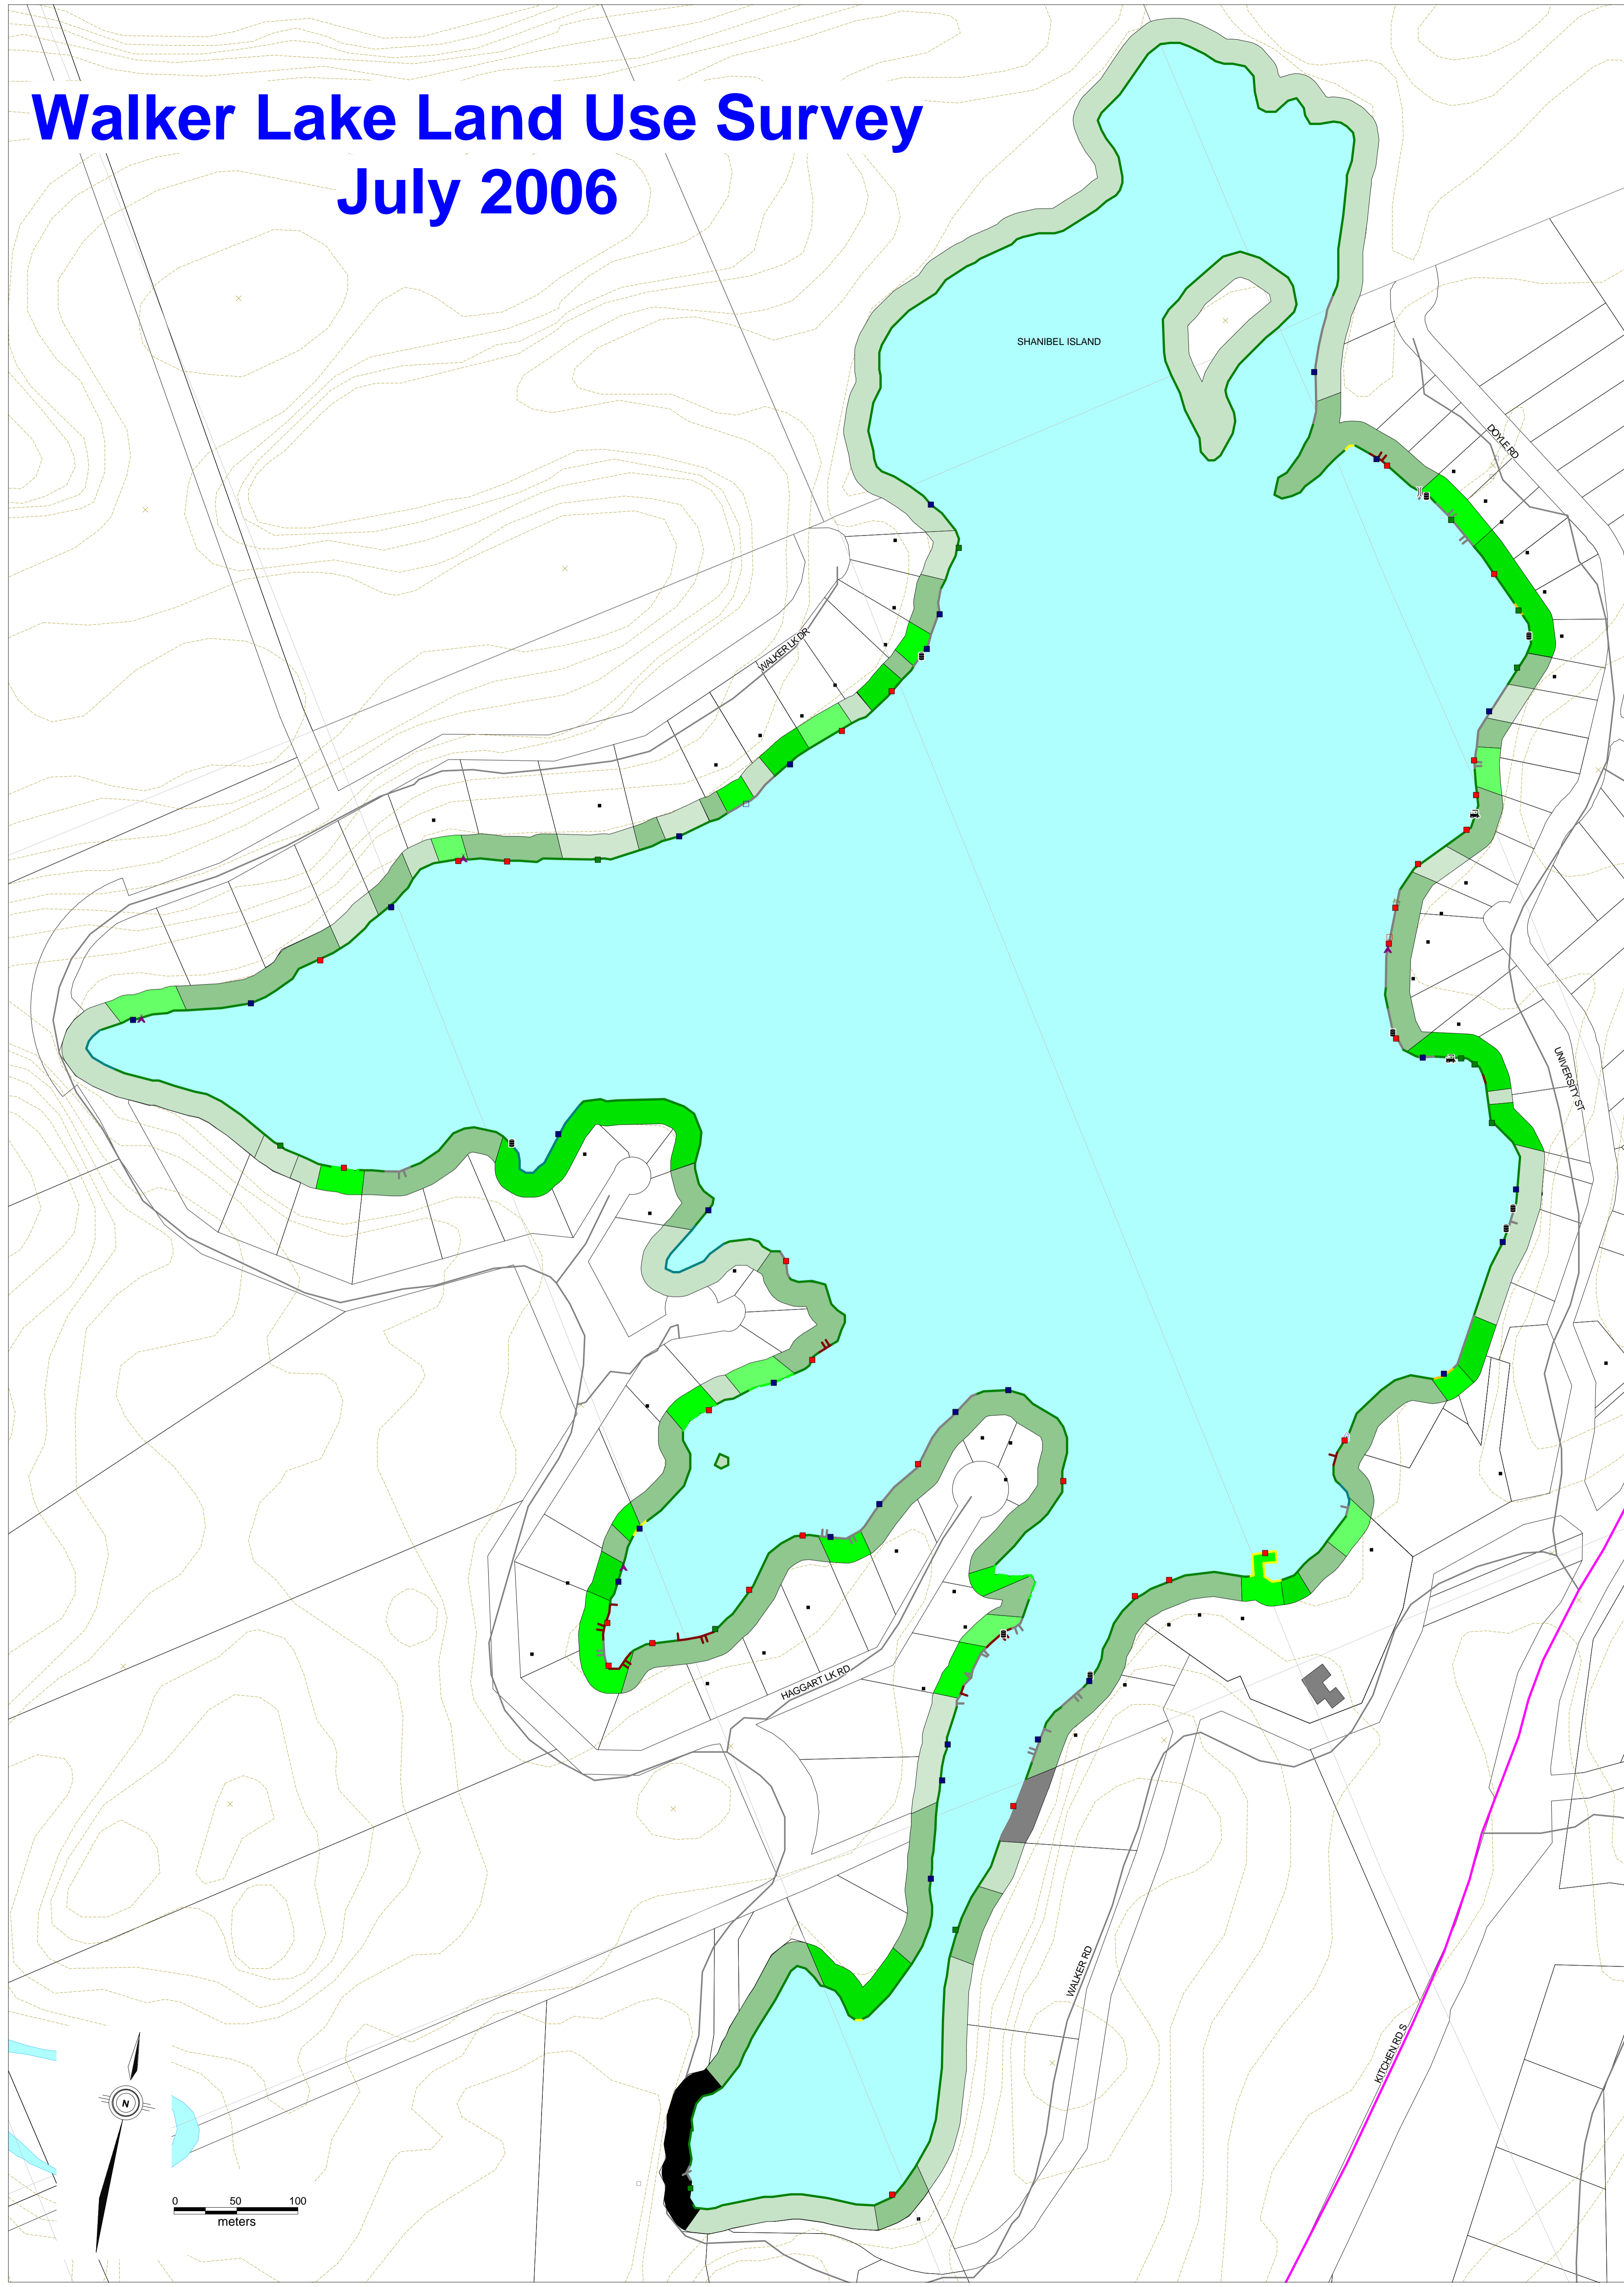 Walker Lake Land Use Survey
July 2006
SHANIBEL ISLAND
DOYLE RD
WALKER LK DR
UNIVERSITY ST
HAGGART LK RD
WALKER RD
KITCHEN RD S
N
0 50 100
meters